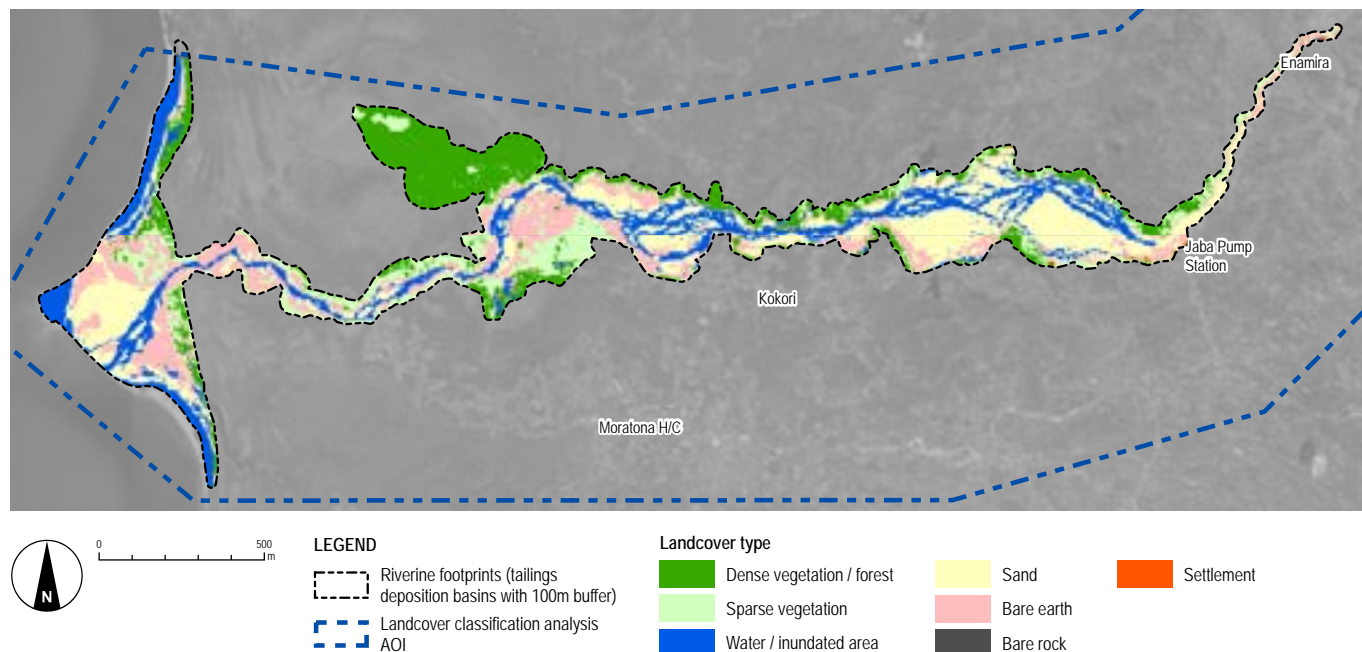 Enamira
Jaba Pump
Station
Kokori
Moratona H/C
N
0
500
m
LEGEND
Riverine footprints (tailings
deposition basins with 100m buffer)
Landcover classification analysis
AOI
Landcover type
Dense vegetation / forest
Sparse vegetation
Water / inundated area
Sand
Bare earth
Bare rock
Settlement